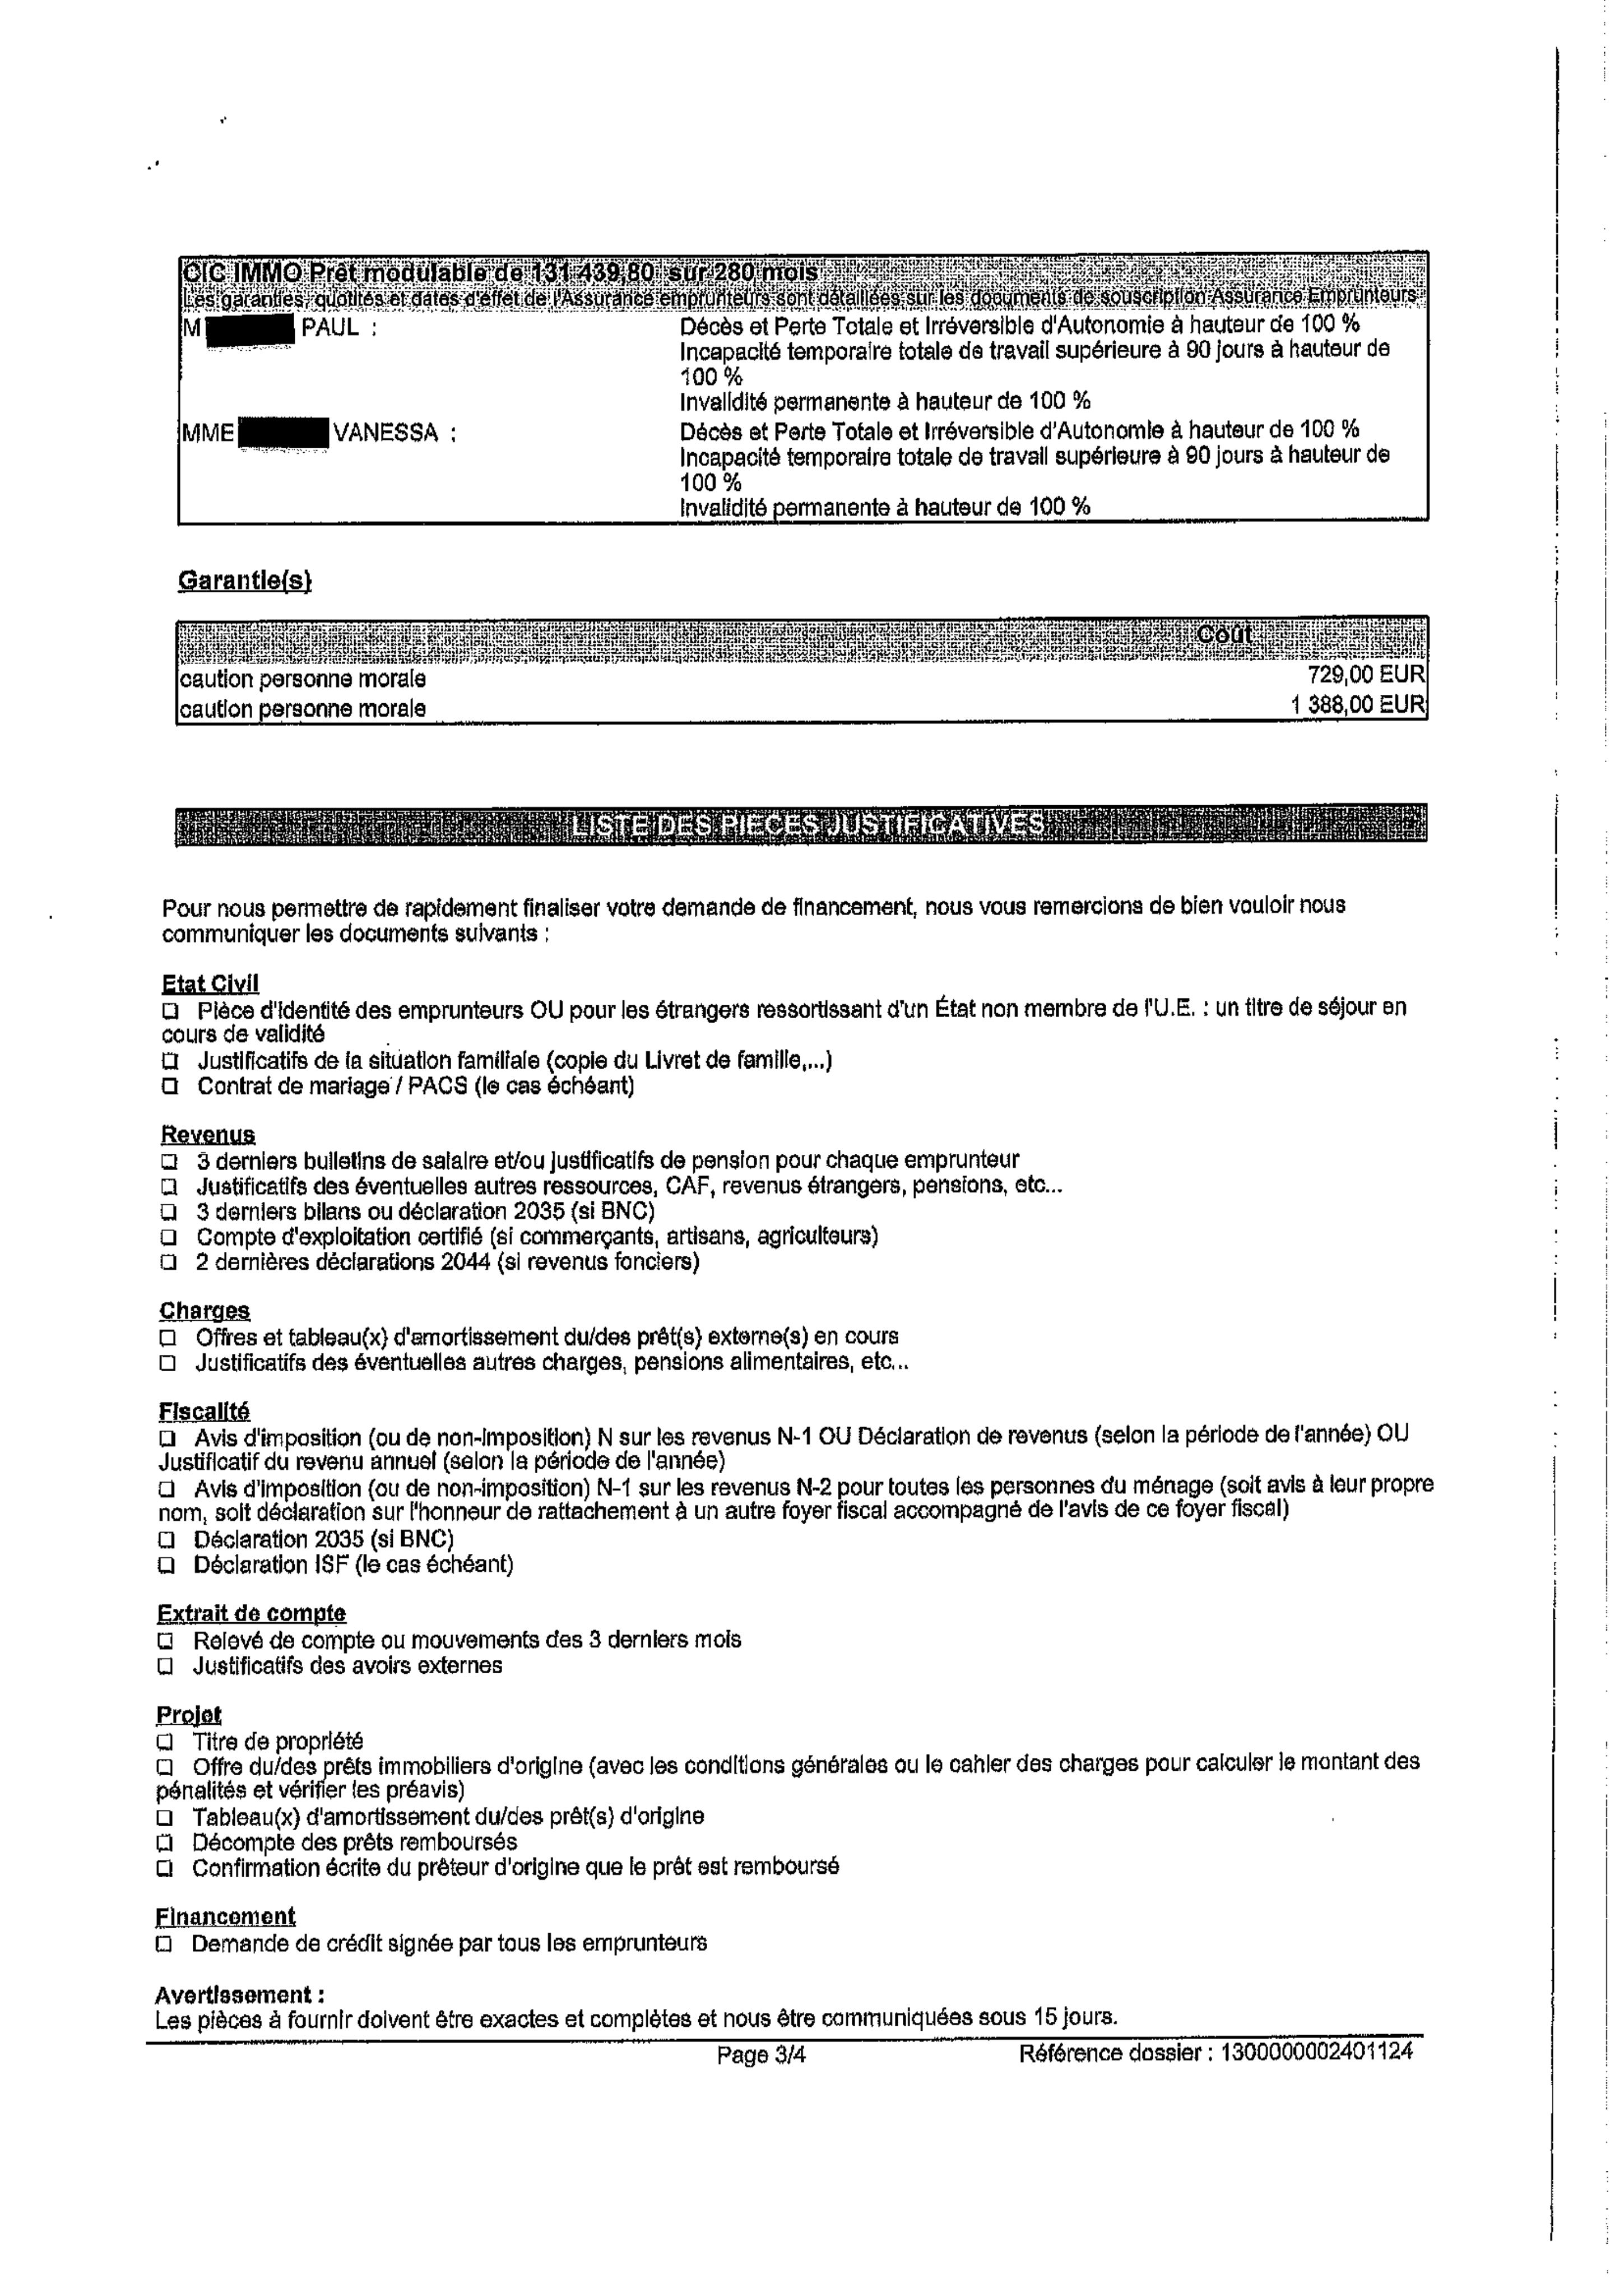 CIC IMMO Prêt modulable de 131 439,80 sur 280 mois
Les garanties, quotités et dates d'effet de l'Assurance emprunteurs sont détaillées sur les documents de souscription Assurance Emprunteurs
M PAUL : Décès et Perte Totale et Irréversible d'Autonomie à hauteur de 100 %
Incapacité temporaire totale de travail supérieure à 90 jours à hauteur de
100 %
Invalidité permanente à hauteur de 100 %
MME VANESSA : Décès et Perte Totale et Irréversible d'Autonomie à hauteur de 100 %
Incapacité temporaire totale de travail supérieure à 90 jours à hauteur de
100 %
Invalidité permanente à hauteur de 100 %
Garantie(s)
Coût
caution personne morale 729,00 EUR
caution personne morale 1 388,00 EUR
LISTE DES PIECES JUSTIFICATIVES
Pour nous permettre de rapidement finaliser votre demande de financement, nous vous remercions de bien vouloir nous
communiquer les documents suivants :
Etat Civil
❑ Pièce d'identité des emprunteurs OU pour les étrangers ressortissant d'un État non membre de l'U.E. : un titre de séjour en
cours de validité
❑ Justificatifs de la situation familiale (copie du Livret de famille,...)
❑ Contrat de mariage / PACS (le cas échéant)
Revenus
❑ 3 derniers bulletins de salaire et/ou justificatifs de pension pour chaque emprunteur
❑ Justificatifs des éventuelles autres ressources, CAF, revenus étrangers, pensions, etc...
❑ 3 derniers bilans ou déclaration 2035 (si BNC)
❑ Compte d'exploitation certifié (si commerçants, artisans, agriculteurs)
❑ 2 dernières déclarations 2044 (si revenus fonciers)
Charges
❑ Offres et tableau(x) d'amortissement du/des prêt(s) externe(s) en cours
❑ Justificatifs des éventuelles autres charges, pensions alimentaires, etc...
Fiscalité
❑ Avis d'imposition (ou de non-imposition) N sur les revenus N-1 OU Déclaration de revenus (selon la période de l'année) OU
Justificatif du revenu annuel (selon la période de l'année)
❑ Avis d'imposition (ou de non-imposition) N-1 sur les revenus N-2 pour toutes les personnes du ménage (soit avis à leur propre
nom, soit déclaration sur l'honneur de rattachement à un autre foyer fiscal accompagné de l'avis de ce foyer fiscal)
❑ Déclaration 2035 (si BNC)
❑ Déclaration ISF (le cas échéant)
Extrait de compte
❑ Relevé de compte ou mouvements des 3 derniers mois
❑ Justificatifs des avoirs externes
Projet
❑ Titre de propriété
❑ Offre du/des prêts immobiliers d'origine (avec les conditions générales ou le cahier des charges pour calculer le montant des
pénalités et vérifier les préavis)
❑ Tableau(x) d'amortissement du/des prêt(s) d'origine
❑ Décompte des prêts remboursés
❑ Confirmation écrite du prêteur d'origine que le prêt est remboursé
Financement
❑ Demande de crédit signée par tous les emprunteurs
Avertissement :
Les pièces à fournir doivent être exactes et complètes et nous être communiquées sous 15 jours.
Page 3/4 Référence dossier : 1300000002401124